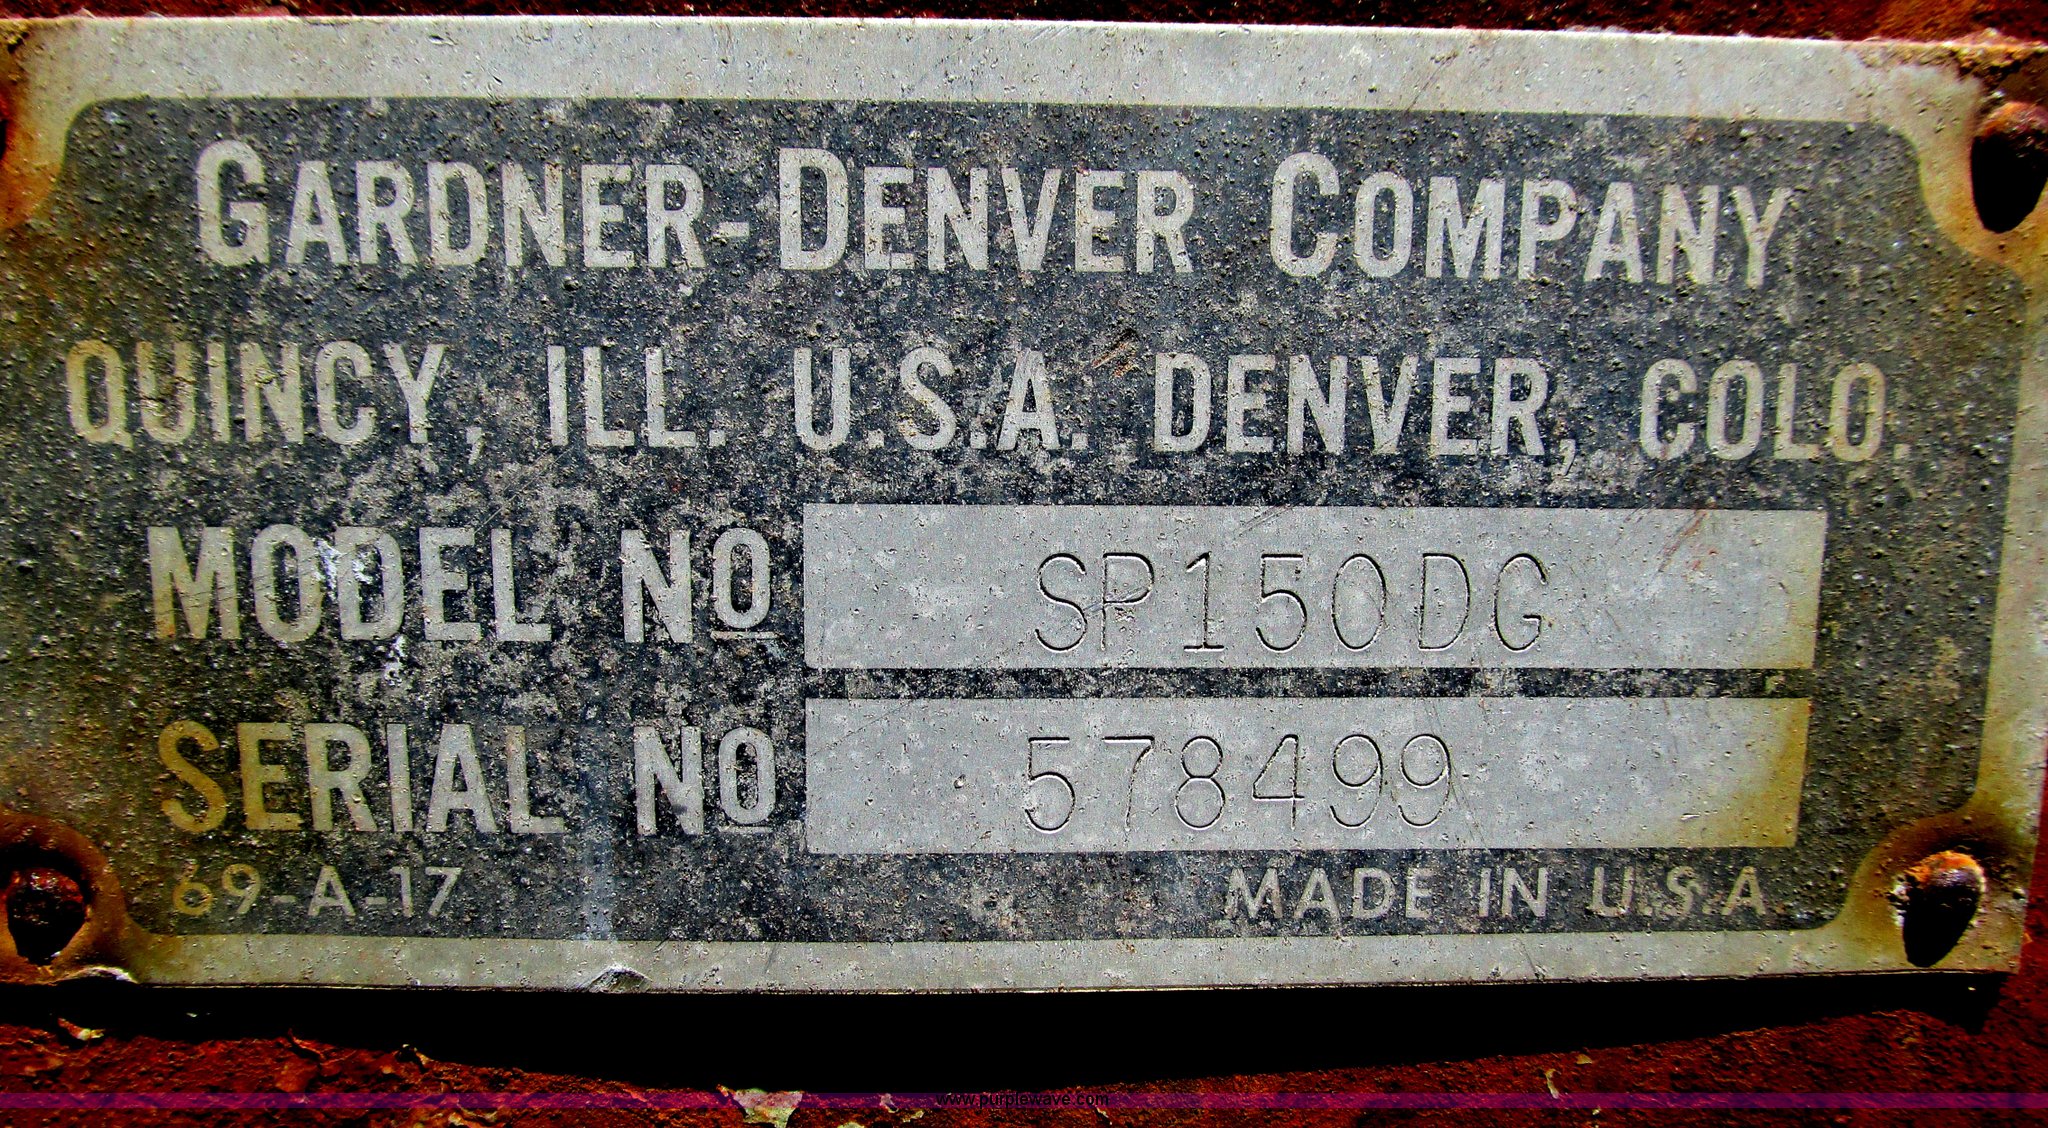 GARDNER-DENVER COMPANY
QUINCY, ILL. U.S.A. DENVER, COLO.
MODEL NO SP150DG
SERIAL NO 578499
69-A-17 MADE IN U.S.A.
www.purplewave.com